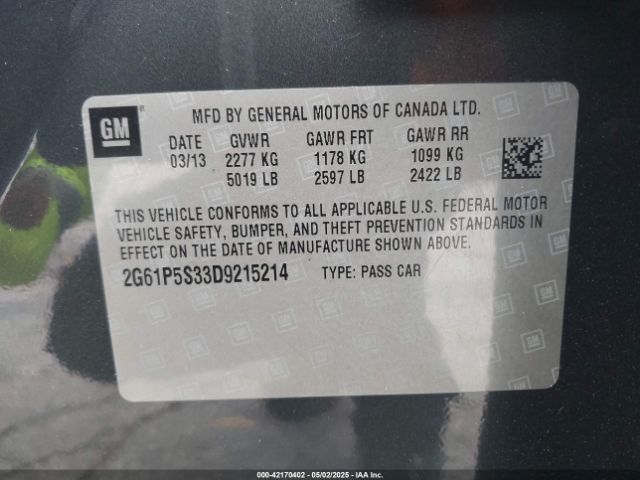 GM
MFD BY GENERAL MOTORS OF CANADA LTD.
DATE GVWR GAWR FRT GAWR RR
03/13 2277 KG 1178 KG 1099 KG
5019 LB 2597 LB 2422 LB
THIS VEHICLE CONFORMS TO ALL APPLICABLE U.S. FEDERAL MOTOR
VEHICLE SAFETY, BUMPER, AND THEFT PREVENTION STANDARDS IN
EFFECT ON THE DATE OF MANUFACTURE SHOWN ABOVE.
2G61P5S33D9215214 TYPE: PASS CAR
000-42170402 - 05/02/2025 - IAA Inc.